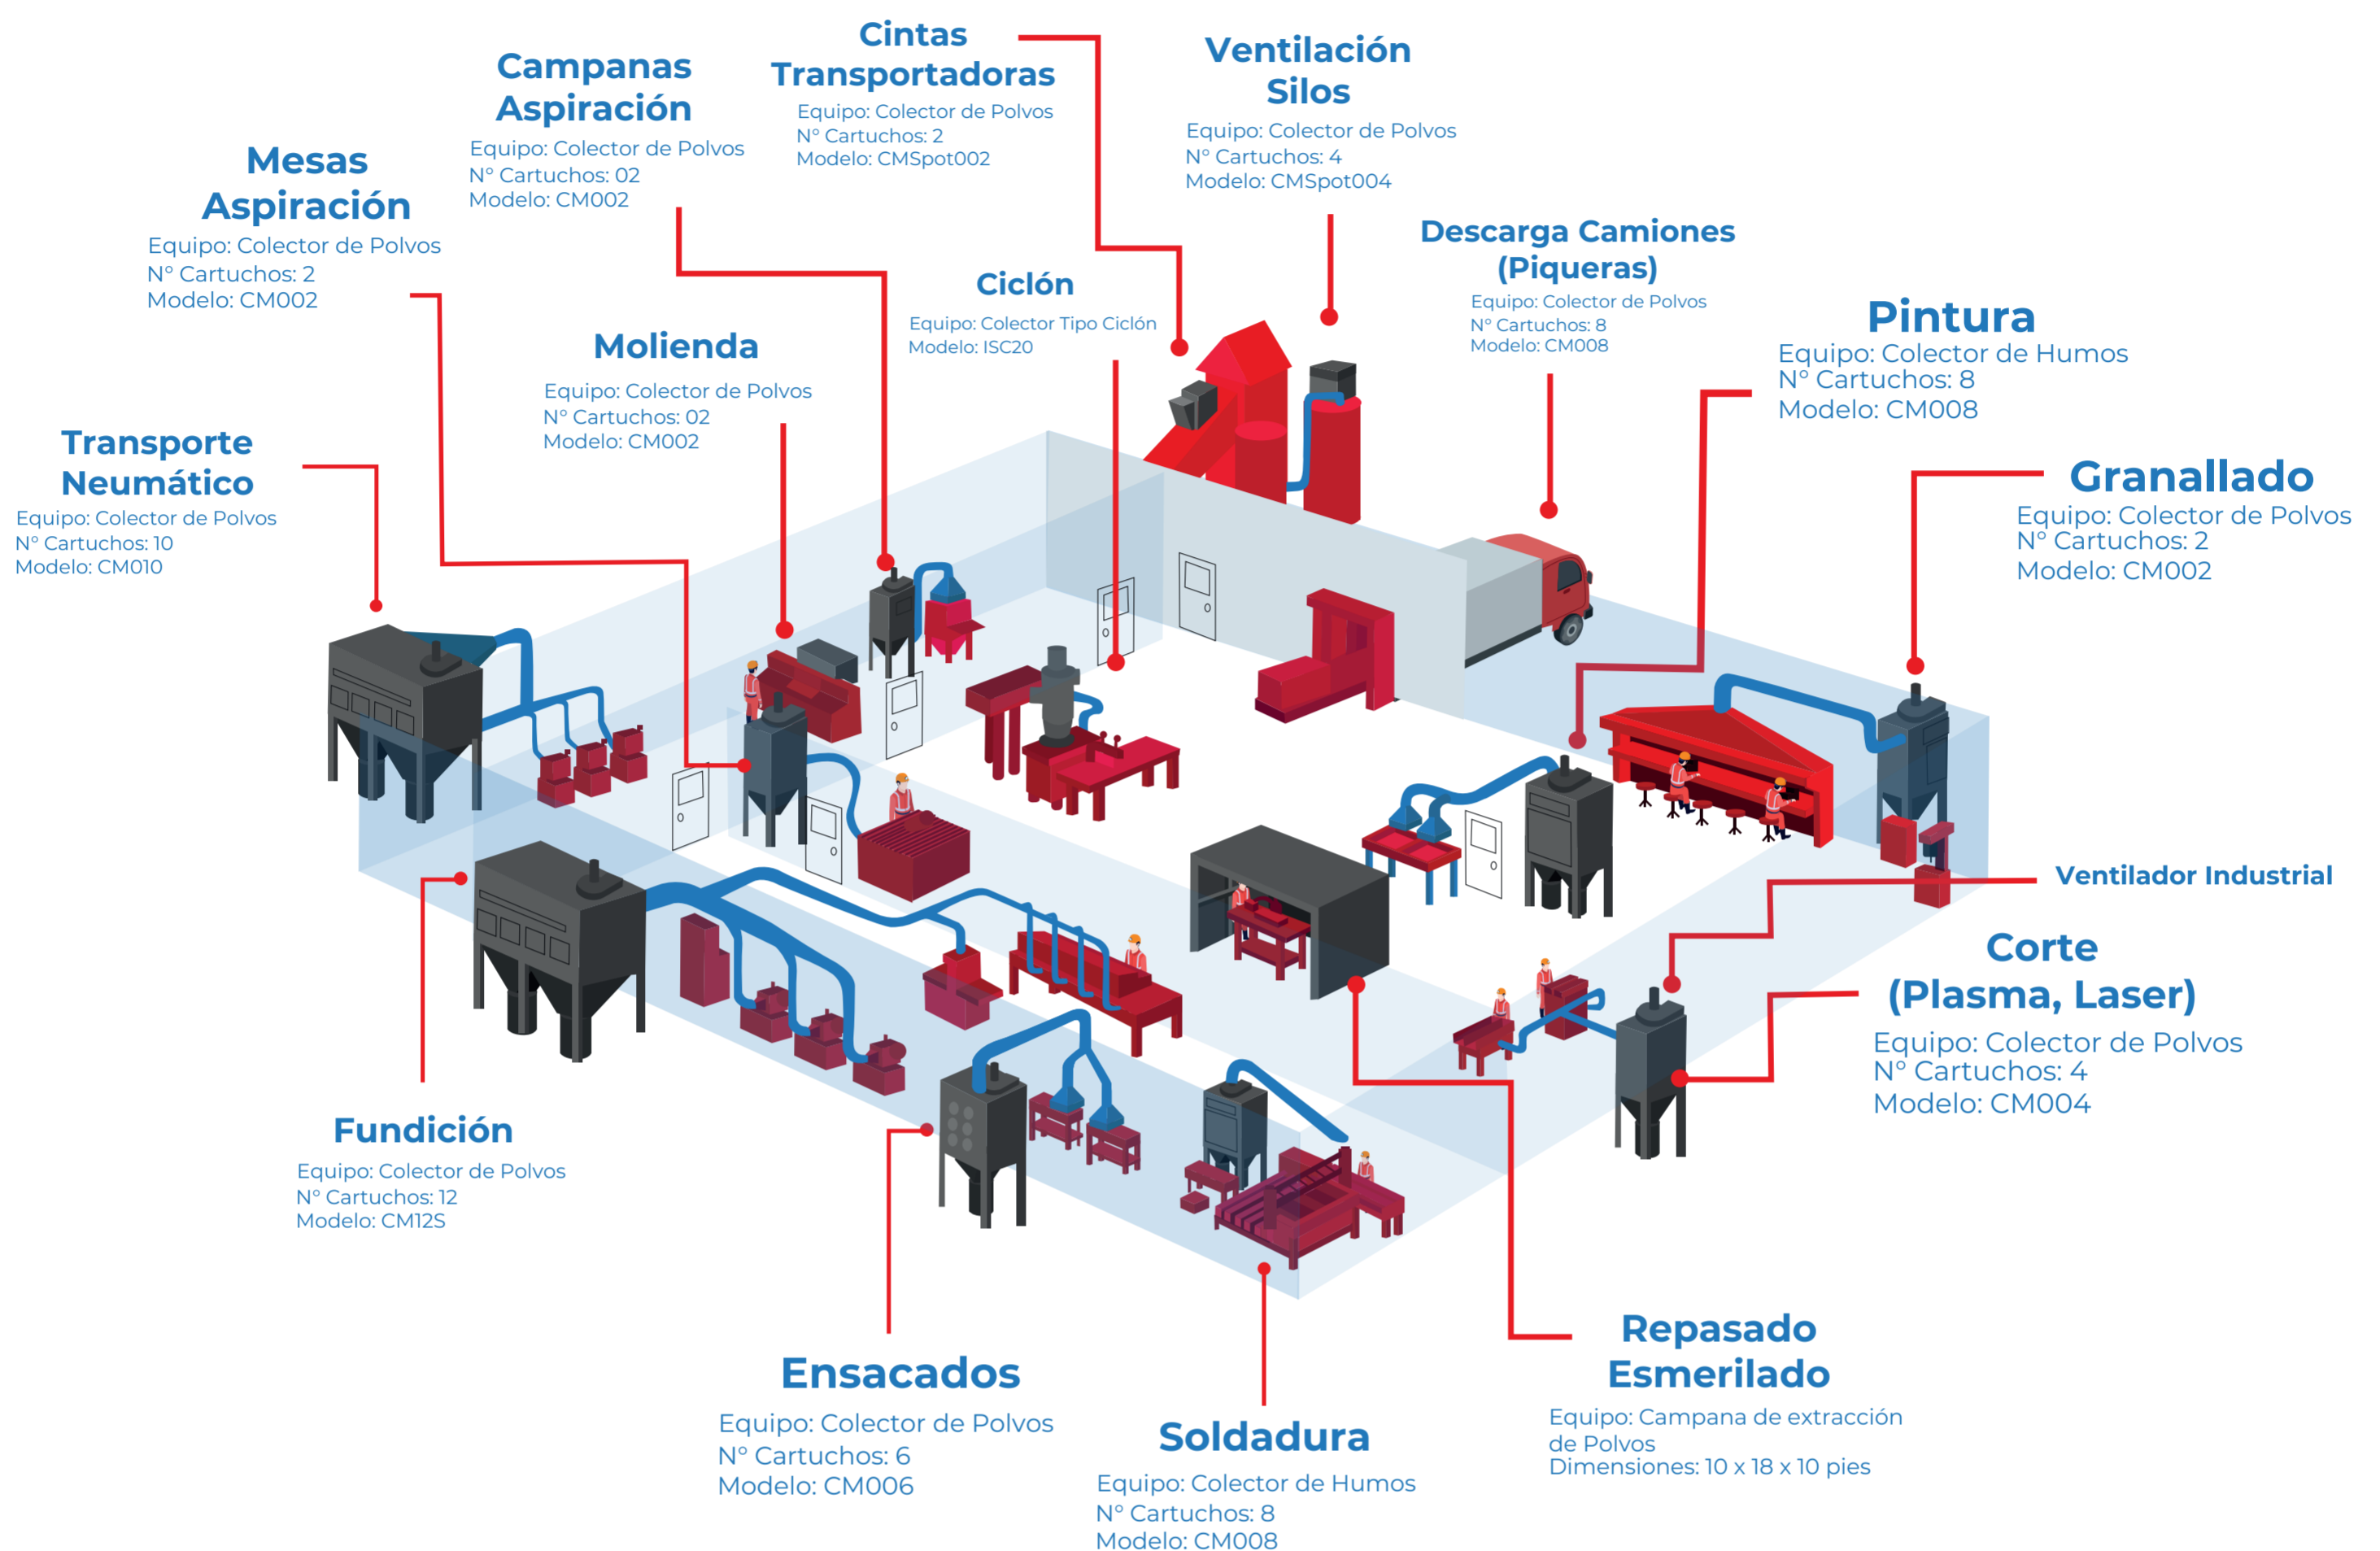 Cintas
Transportadoras
Equipo: Colector de Polvos
N° Cartuchos: 2
Modelo: CMSpot002
Ventilación
Silos
Equipo: Colector de Polvos
N° Cartuchos: 4
Modelo: CMSpot004
Campanas
Aspiración
Equipo: Colector de Polvos
N° Cartuchos: 02
Modelo: CM002
Mesas
Aspiración
Equipo: Colector de Polvos
N° Cartuchos: 2
Modelo: CM002
Descarga Camiones
(Piqueras)
Equipo: Colector de Polvos
N° Cartuchos: 8
Modelo: CM008
Ciclón
Equipo: Colector Tipo Ciclón
Modelo: ISC20
Pintura
Equipo: Colector de Humos
N° Cartuchos: 8
Modelo: CM008
Molienda
Equipo: Colector de Polvos
N° Cartuchos: 02
Modelo: CM002
Transporte
Neumático
Equipo: Colector de Polvos
N° Cartuchos: 10
Modelo: CM010
Granallado
Equipo: Colector de Polvos
N° Cartuchos: 2
Modelo: CM002
Ventilador Industrial
Corte
(Plasma, Laser)
Equipo: Colector de Polvos
N° Cartuchos: 4
Modelo: CM004
Fundición
Equipo: Colector de Polvos
N° Cartuchos: 12
Modelo: CM12S
Ensacados
Equipo: Colector de Polvos
N° Cartuchos: 6
Modelo: CM006
Soldadura
Equipo: Colector de Humos
N° Cartuchos: 8
Modelo: CM008
Repasado
Esmerilado
Equipo: Campana de extracción
de Polvos
Dimensiones: 10 x 18 x 10 pies